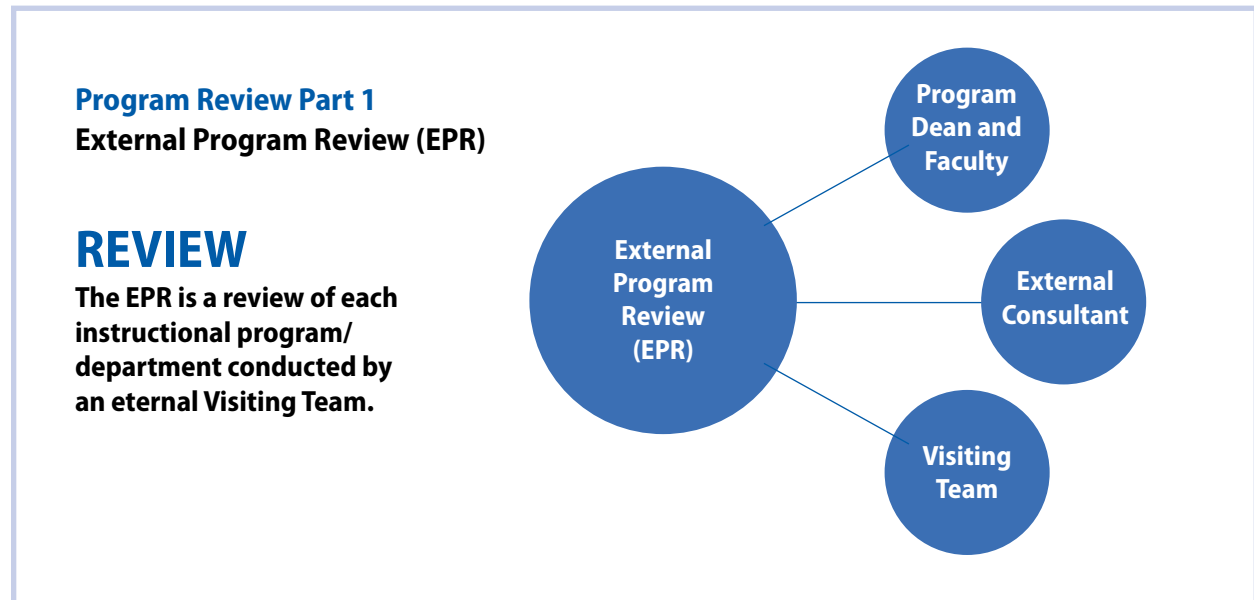 Program Review Part 1
External Program Review (EPR)
REVIEW
The EPR is a review of each
instructional program/
department conducted by
an eternal Visiting Team.
External
Program
Review
(EPR)
Program
Dean and
Faculty
External
Consultant
Visiting
Team